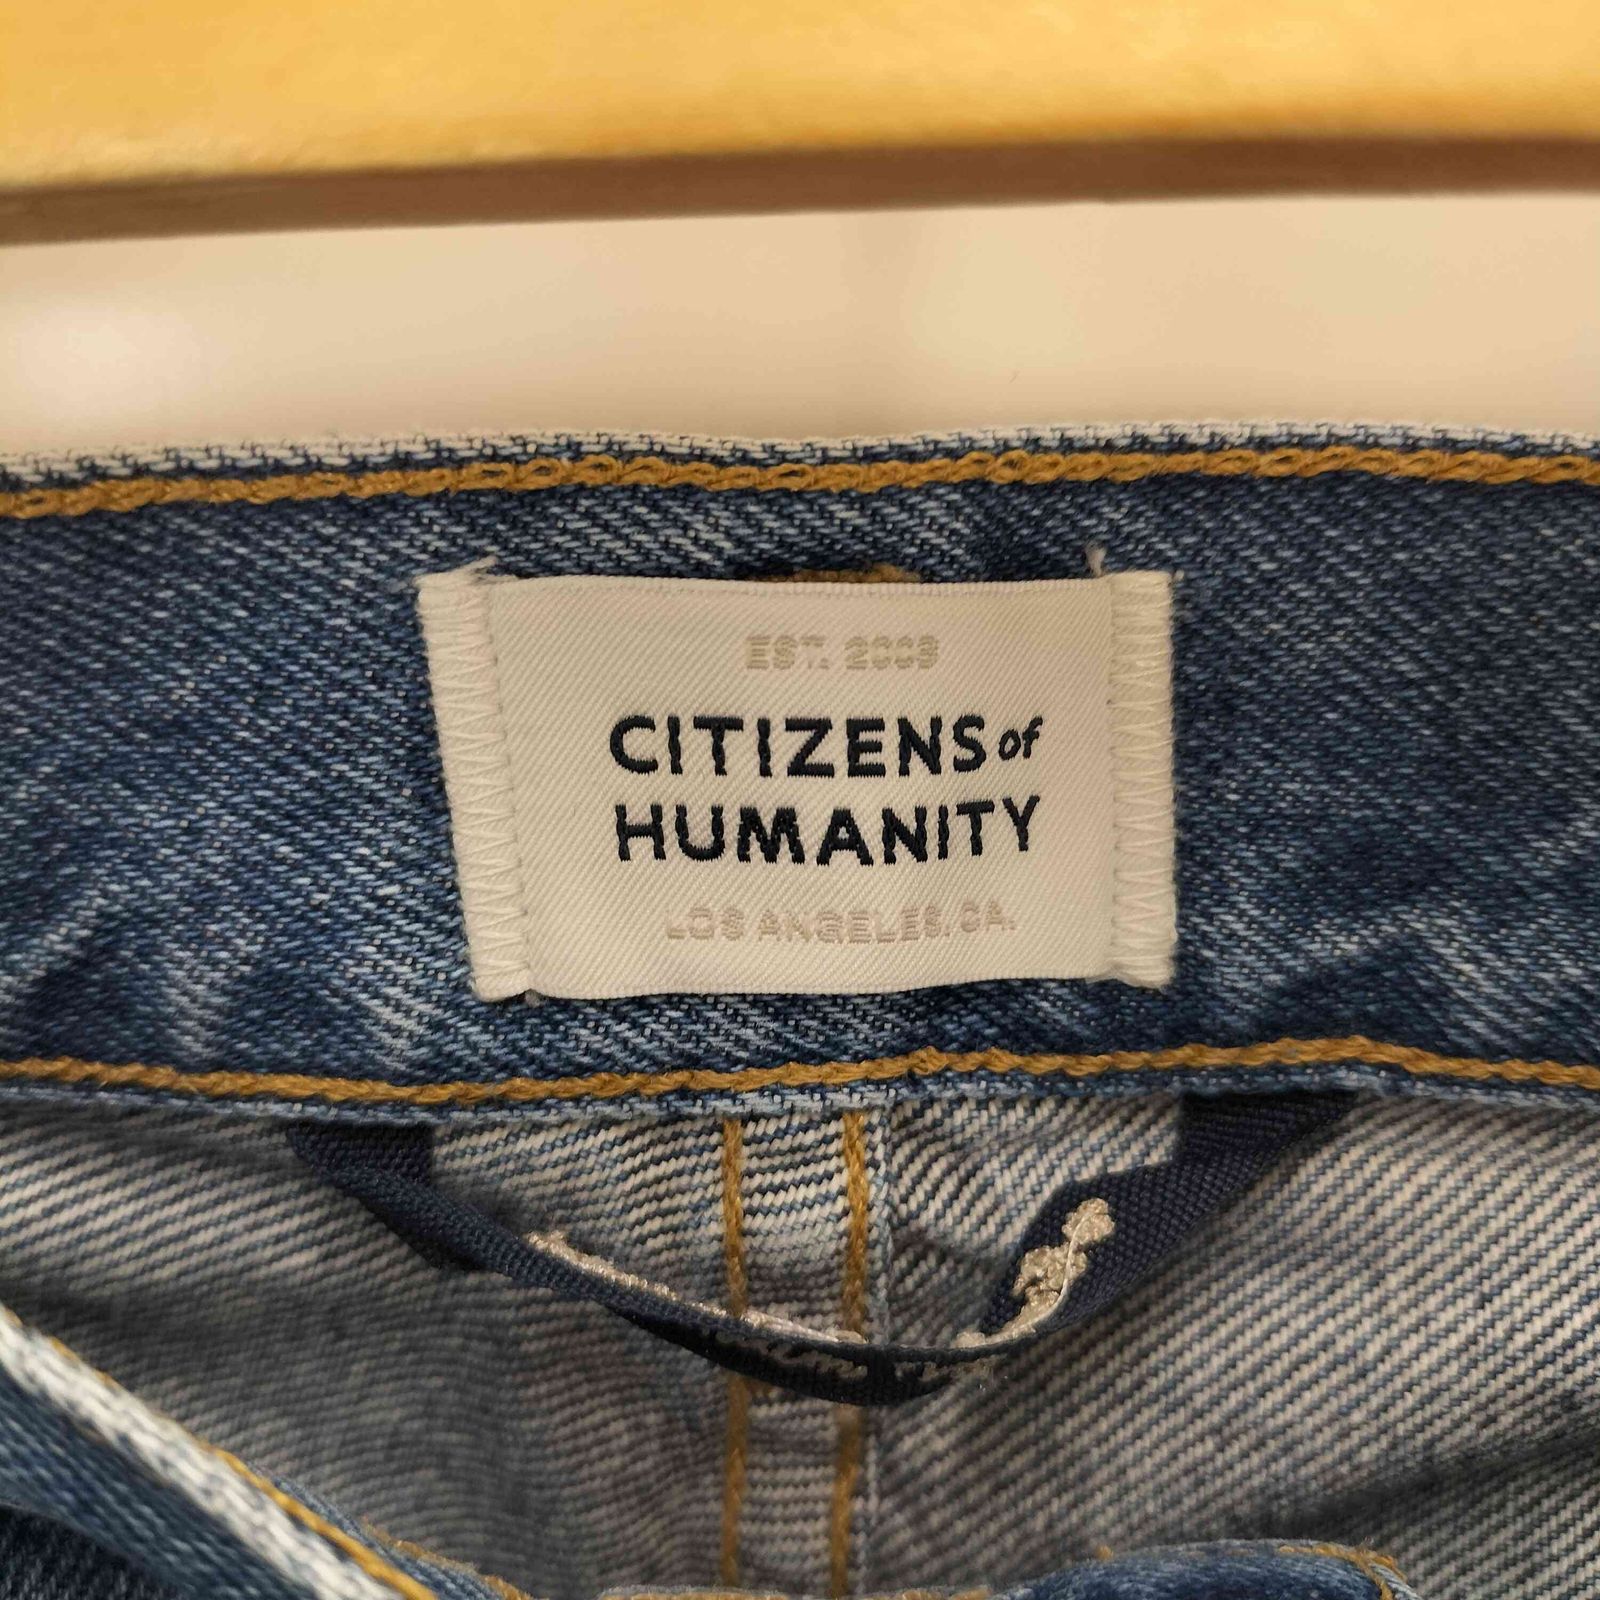 EST. 2003
CITIZENS of
HUMANITY
LOS ANGELES, CA.